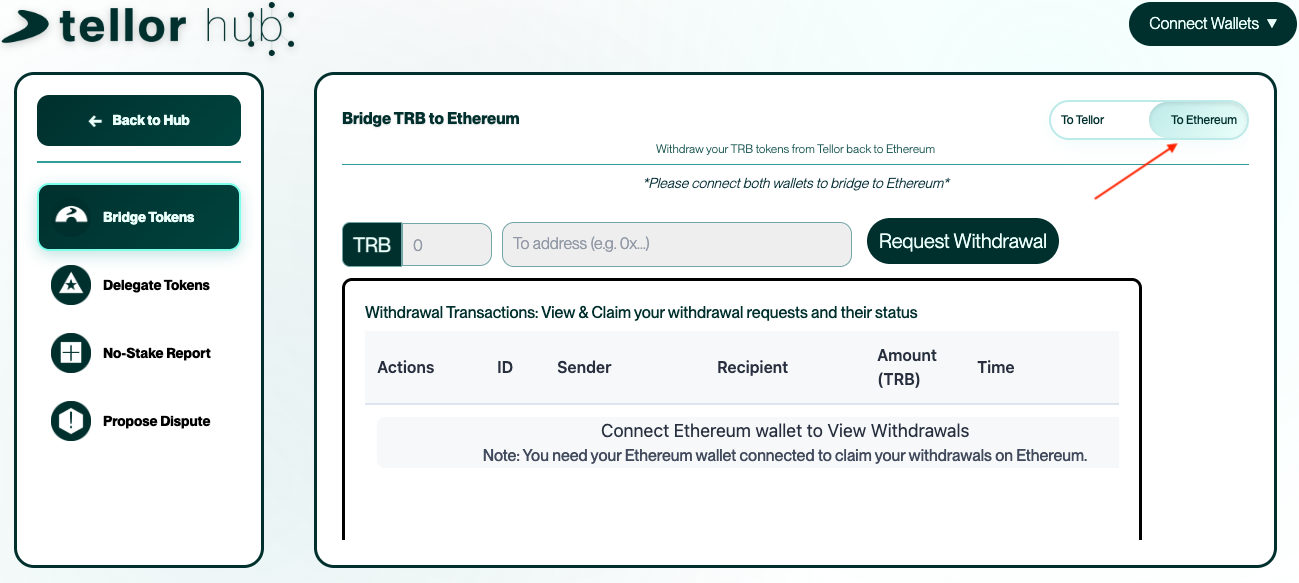 tellor hub
Connect Wallets ▼
← Back to Hub
Bridge Tokens
Delegate Tokens
No-Stake Report
Propose Dispute
Bridge TRB to Ethereum
To Tellor
To Ethereum
Withdraw your TRB tokens from Tellor back to Ethereum
*Please connect both wallets to bridge to Ethereum*
TRB
0
To address (e.g. 0x...)
Request Withdrawal
Withdrawal Transactions: View & Claim your withdrawal requests and their status
Actions ID Sender Recipient Amount (TRB) Time
Connect Ethereum wallet to View Withdrawals
Note: You need your Ethereum wallet connected to claim your withdrawals on Ethereum.